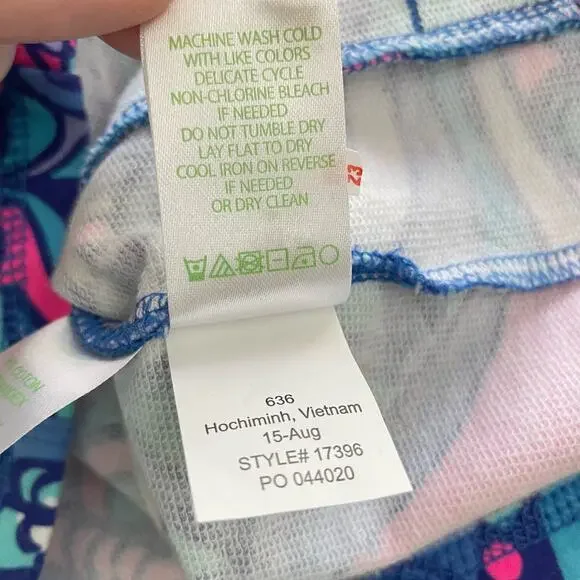 MACHINE WASH COLD
WITH LIKE COLORS
DELICATE CYCLE
NON-CHLORINE BLEACH
IF NEEDED
DO NOT TUMBLE DRY
LAY FLAT TO DRY
COOL IRON ON REVERSE
IF NEEDED
OR DRY CLEAN
636
Hochiminh, Vietnam
15-Aug
STYLE# 17396
PO 044020